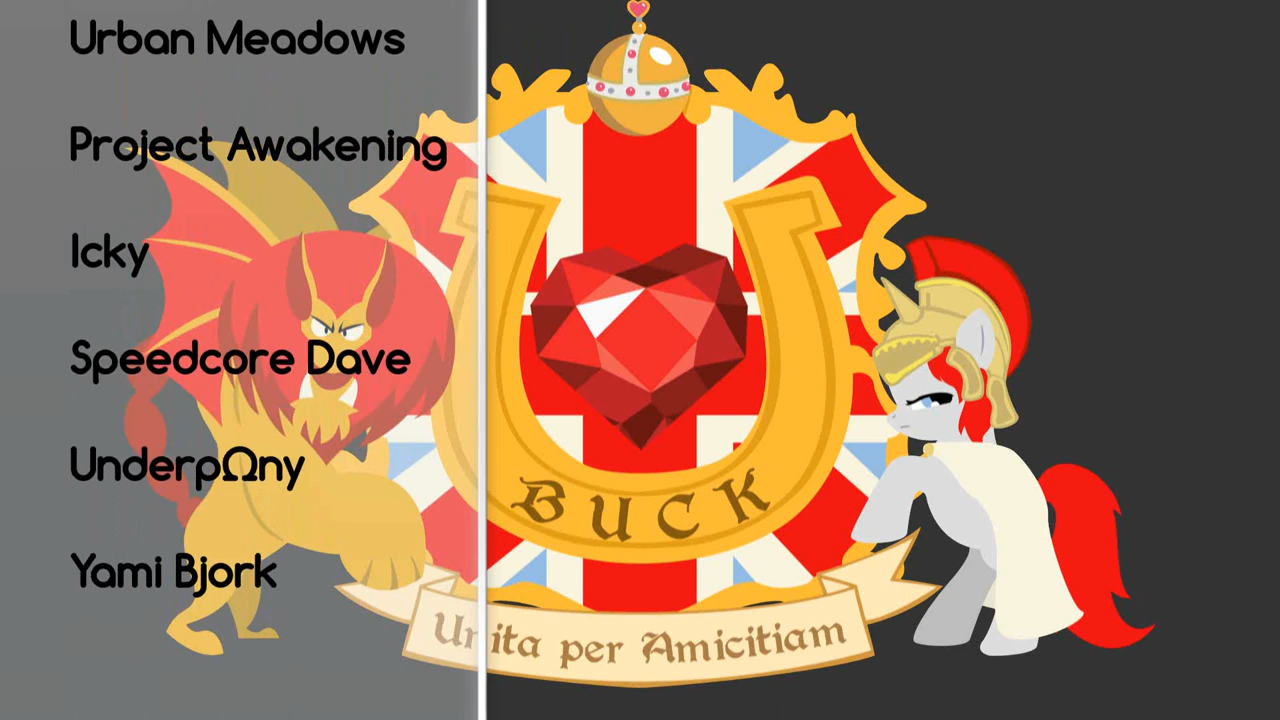 Urban Meadows
Project Awakening
Icky
Speedcore Dave
UnderpΩny
Yami Bjork
BUCK
Unita per Amicitiam